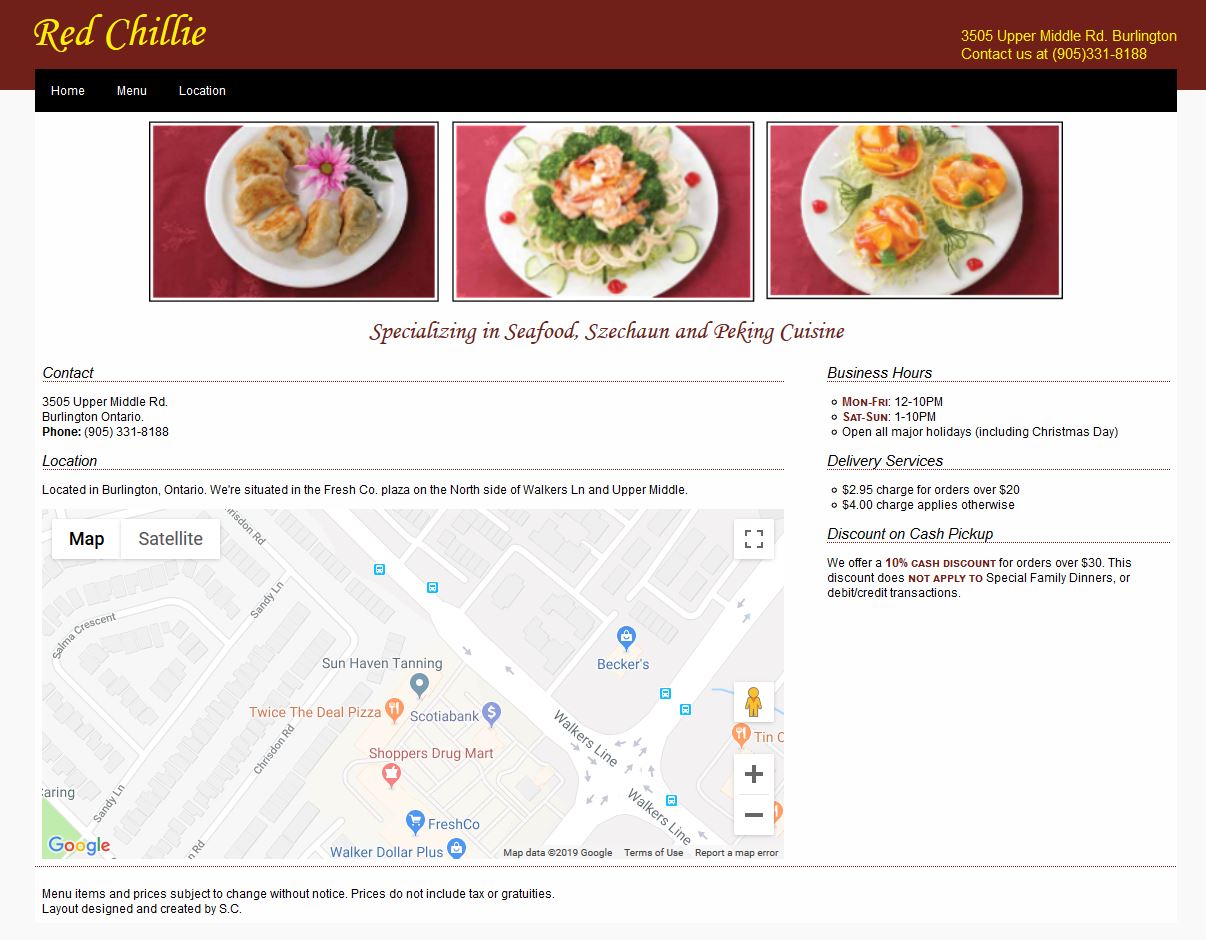 Red Chillie
3505 Upper Middle Rd. Burlington
Contact us at (905)331-8188
Home Menu Location
Specializing in Seafood, Szechaun and Peking Cuisine
Contact
3505 Upper Middle Rd.
Burlington Ontario.
Phone: (905) 331-8188
Location
Located in Burlington, Ontario. We're situated in the Fresh Co. plaza on the North side of Walkers Ln and Upper Middle.
Map Satellite
hrisdon Rd
Sandy Ln
Salma Crescent
Becker's
Sun Haven Tanning
Twice The Deal Pizza
Scotiabank
Walkers Line
Tin C
Chrisdon Rd
Shoppers Drug Mart
aring
Sandy Ln
Walkers Line
FreshCo
n Rd
Walker Dollar Plus
Google
Map data ©2019 Google Terms of Use Report a map error
Business Hours
MON-FRI: 12-10PM
SAT-SUN: 1-10PM
Open all major holidays (including Christmas Day)
Delivery Services
$2.95 charge for orders over $20
$4.00 charge applies otherwise
Discount on Cash Pickup
We offer a 10% CASH DISCOUNT for orders over $30. This
discount does NOT APPLY TO Special Family Dinners, or
debit/credit transactions.
Menu items and prices subject to change without notice. Prices do not include tax or gratuities.
Layout designed and created by S.C.